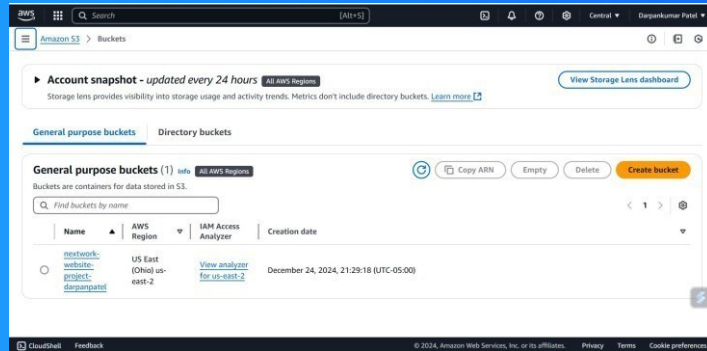 aws
Search
[Alt+S]
Central ▼
Darpankumar Patel ▼
Amazon S3 > Buckets
▶ Account snapshot - updated every 24 hours All AWS Regions
View Storage Lens dashboard
Storage lens provides visibility into storage usage and activity trends. Metrics don't include directory buckets. Learn more
General purpose buckets
Directory buckets
General purpose buckets (1) Info All AWS Regions
Copy ARN
Empty
Delete
Create bucket
Buckets are containers for data stored in S3.
Find buckets by name
< 1 >
Name ▲
AWS Region ▼
IAM Access Analyzer
Creation date ▼
nextwork-
website-
project-
darpanpatel
US East
(Ohio) us-
east-2
View analyzer
for us-east-2
December 24, 2024, 21:29:18 (UTC-05:00)
CloudShell
Feedback
© 2024, Amazon Web Services, Inc. or its affiliates.
Privacy
Terms
Cookie preferences